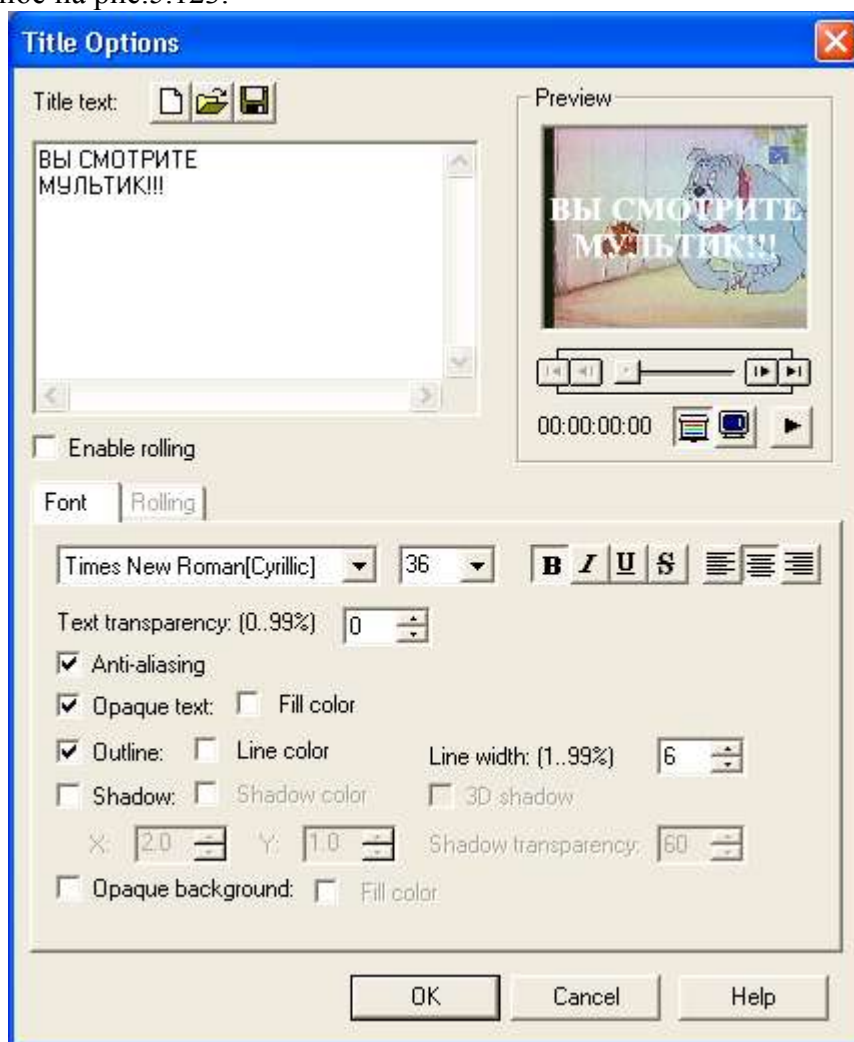 ное на рис.5.123.
Title Options
Title text:
ВЫ СМОТРИТЕ
МУЛЬТИК!!!
Preview
ВЫ СМОТРИТЕ
МУЛЬТИК!!!
00:00:00:00
Enable rolling
Font Rolling
Times New Roman[Cyrillic] 36 B I U S
Text transparency: (0..99%) 0
Anti-aliasing
Opaque text: Fill color
Outline: Line color Line width: (1..99%) 6
Shadow: Shadow color 3D shadow
X: 2.0 Y: 1.0 Shadow transparency: 60
Opaque background: Fill color
OK Cancel Help